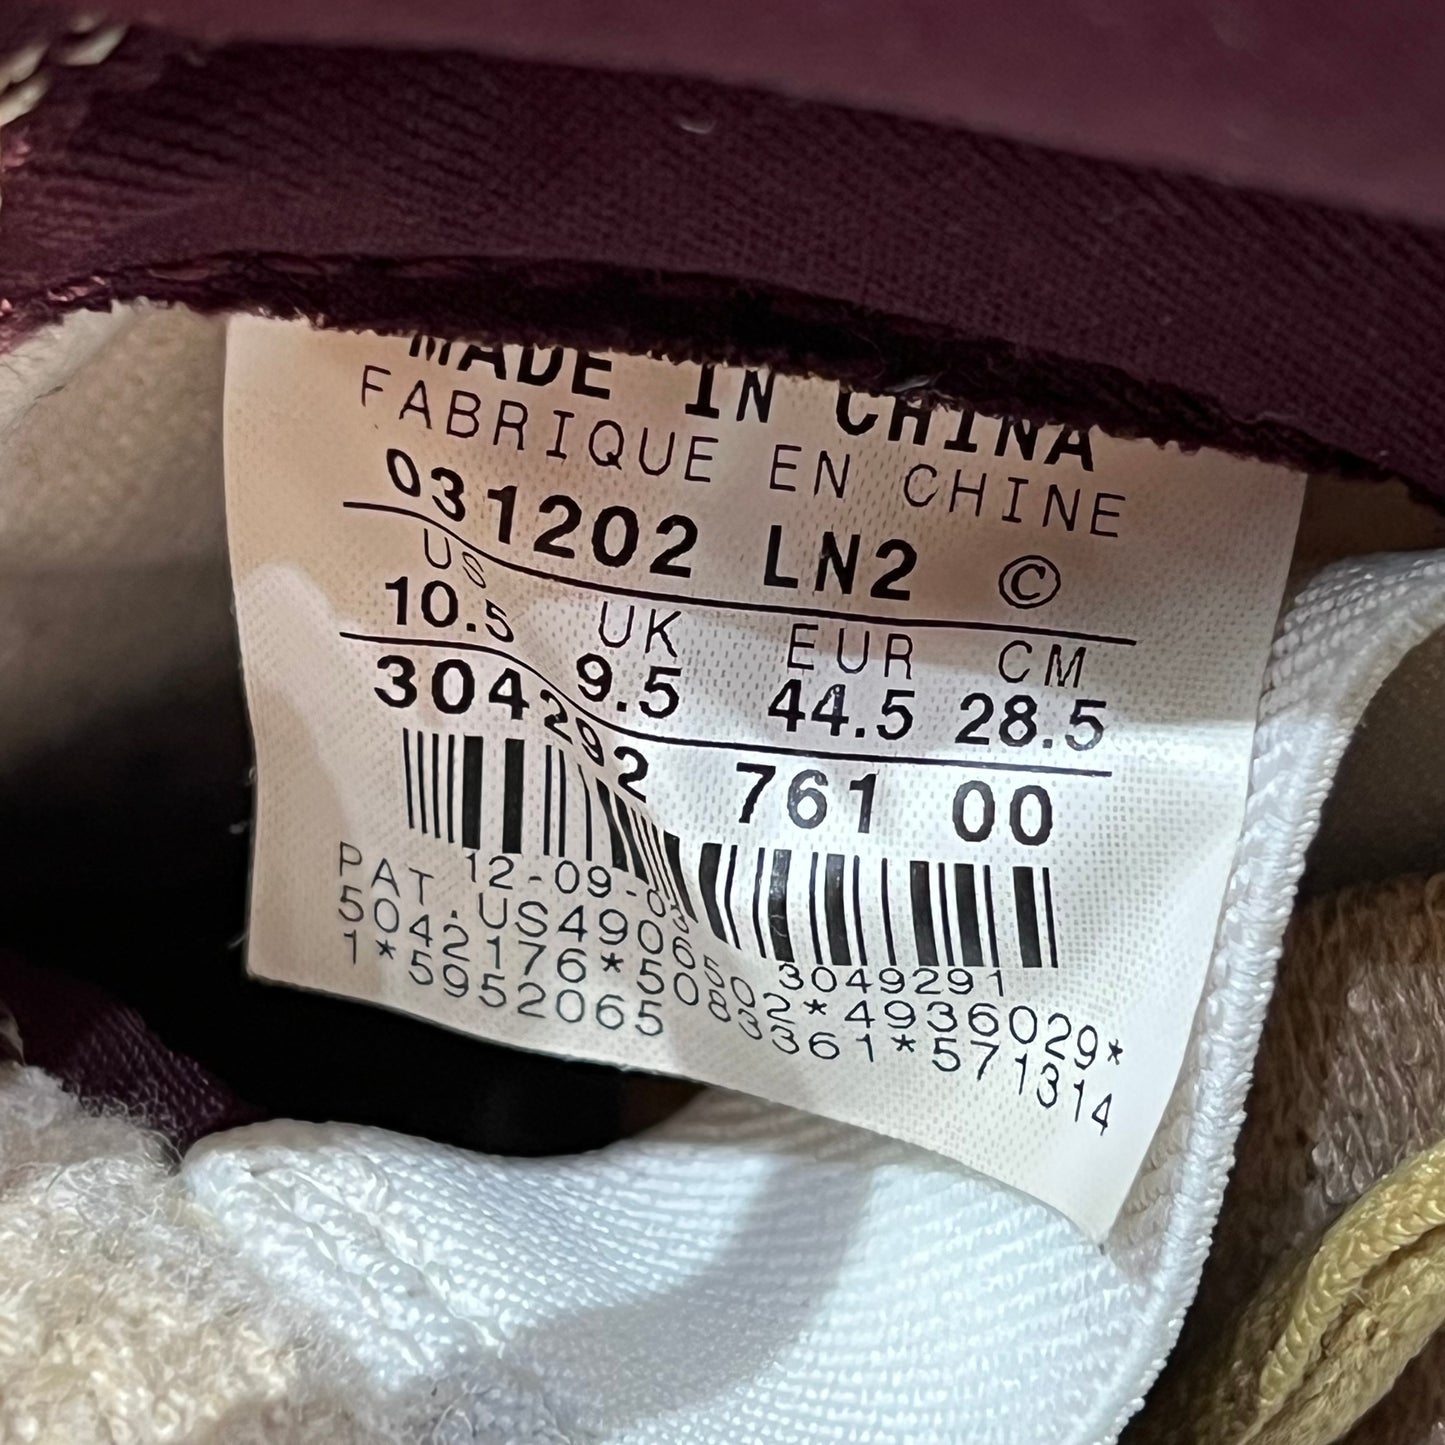 MADE IN CHINA
FABRIQUE EN CHINE
031202 LN2 ©
US UK EUR CM
10.5 9.5 44.5 28.5
304292 761 00
12-09-03 3049291
PAT.US4906502*4936029*
5042176*5083361*571314
1*5952065